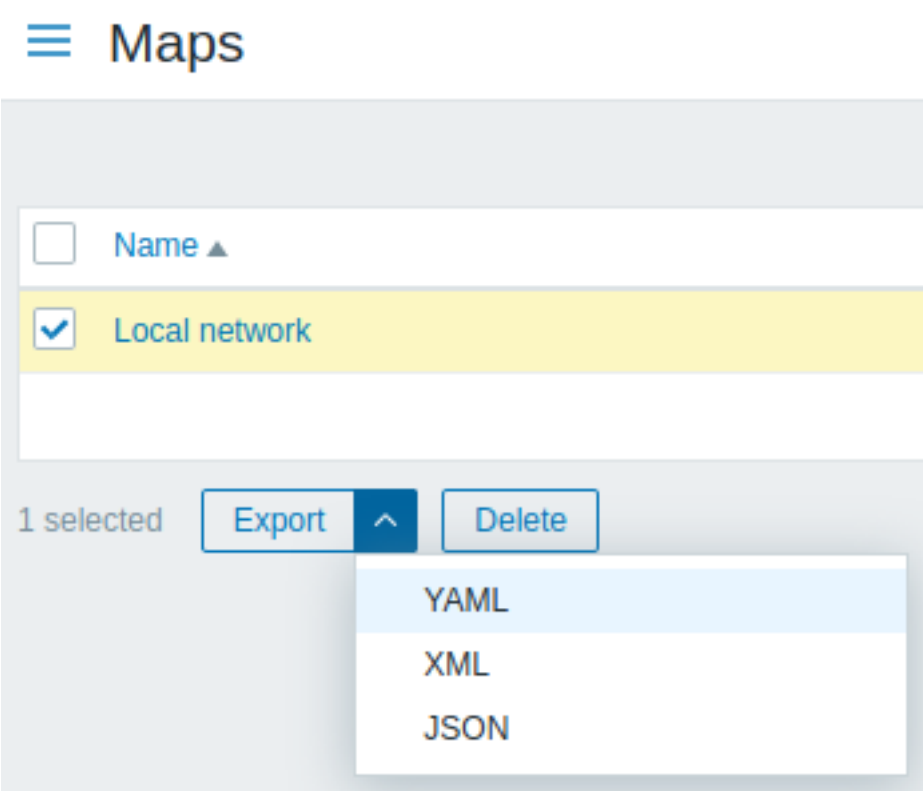 Maps
Name
Local network
1 selected Export Delete
YAML
XML
JSON